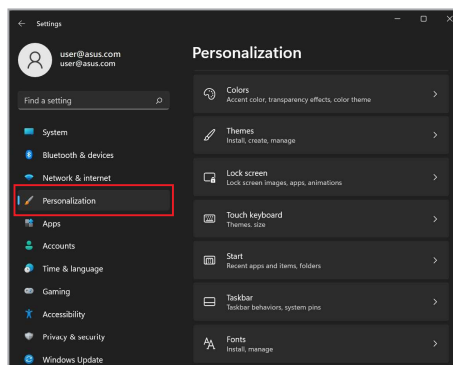 Settings
user@asus.com
user@asus.com
Find a setting
System
Bluetooth & devices
Network & internet
Personalization
Apps
Accounts
Time & language
Gaming
Accessibility
Privacy & security
Windows Update
Personalization
Colors
Accent color, transparency effects, color theme
Themes
Install, create, manage
Lock screen
Lock screen images, apps, animations
Touch keyboard
Themes. size
Start
Recent apps and items, folders
Taskbar
Taskbar behaviors, system pins
Fonts
Install, manage